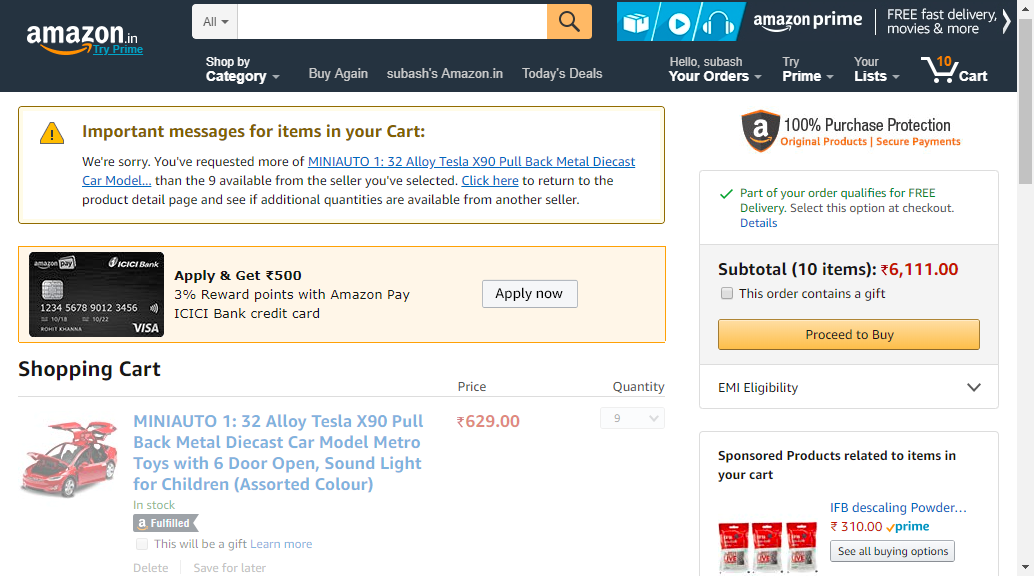 amazon.in
Try Prime
All
amazon prime
FREE fast delivery,
movies & more
Shop by
Category
Buy Again
subash's Amazon.in
Today's Deals
Hello, subash
Your Orders
Try
Prime
Your
Lists
10
Cart
Important messages for items in your Cart:
We're sorry. You've requested more of MINIAUTO 1: 32 Alloy Tesla X90 Pull Back Metal Diecast
Car Model... than the 9 available from the seller you've selected. Click here to return to the
product detail page and see if additional quantities are available from another seller.
amazon pay
ICICI Bank
1234 5678 9012 3456
10/18
10/22
ROHIT KHANNA
VISA
Apply & Get ₹500
3% Reward points with Amazon Pay
ICICI Bank credit card
Apply now
Shopping Cart
Price
Quantity
MINIAUTO 1: 32 Alloy Tesla X90 Pull
Back Metal Diecast Car Model Metro
Toys with 6 Door Open, Sound Light
for Children (Assorted Colour)
₹629.00
9
In stock
a Fulfilled
This will be a gift Learn more
Delete
Save for later
a
100% Purchase Protection
Original Products | Secure Payments
Part of your order qualifies for FREE
Delivery. Select this option at checkout.
Details
Subtotal (10 items): ₹6,111.00
This order contains a gift
Proceed to Buy
EMI Eligibility
Sponsored Products related to items in
your cart
IFB descaling Powder...
₹ 310.00 prime
See all buying options